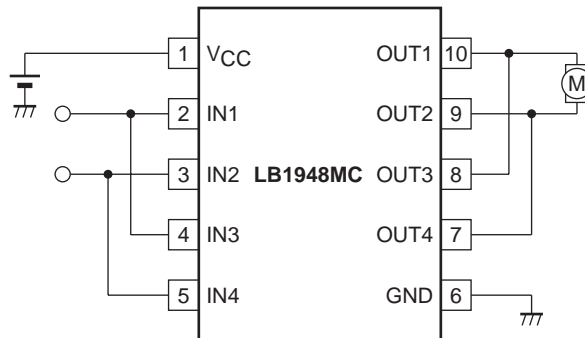 1 VCC OUT1 10
M
2 IN1 OUT2 9
3 IN2 LB1948MC OUT3 8
4 IN3 OUT4 7
5 IN4 GND 6